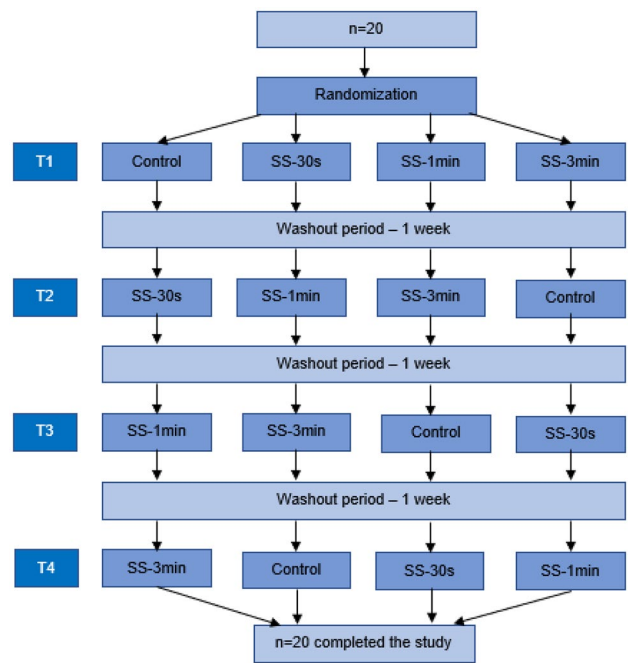 n=20
Randomization
T1 Control SS-30s SS-1min SS-3min
Washout period – 1 week
T2 SS-30s SS-1min SS-3min Control
Washout period – 1 week
T3 SS-1min SS-3min Control SS-30s
Washout period – 1 week
T4 SS-3min Control SS-30s SS-1min
n=20 completed the study